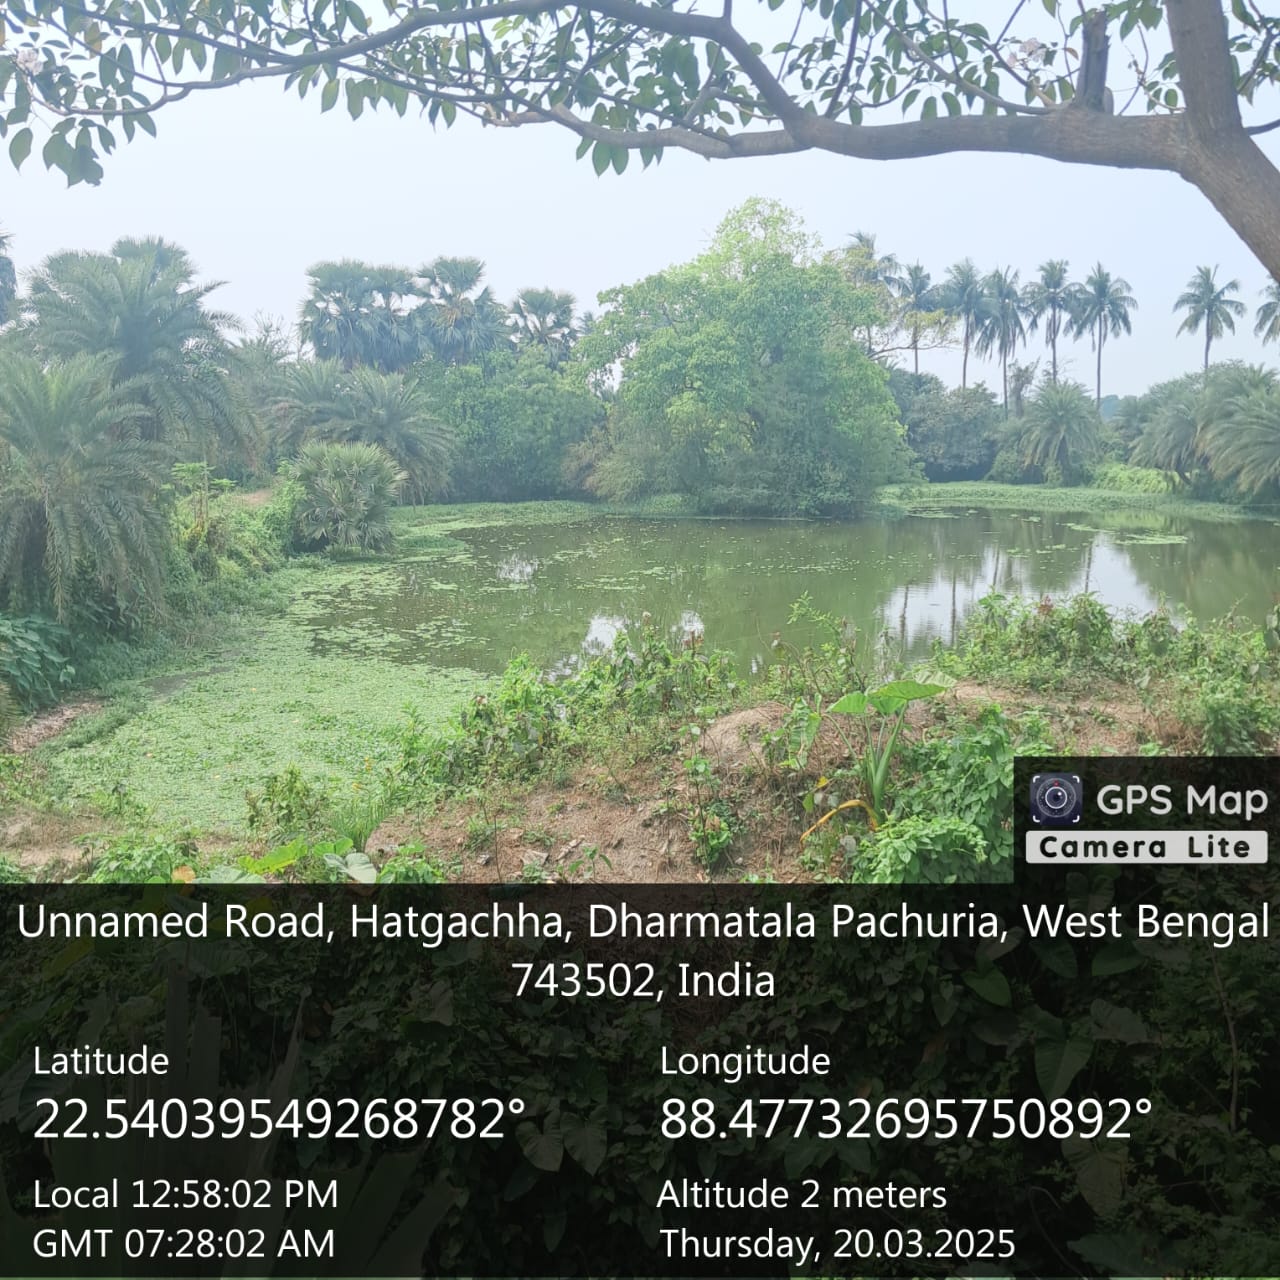 GPS Map
Camera Lite
Unnamed Road, Hatgachha, Dharmatala Pachuria, West Bengal
743502, India
Latitude
22.54039549268782°
Longitude
88.47732695750892°
Local 12:58:02 PM
GMT 07:28:02 AM
Altitude 2 meters
Thursday, 20.03.2025